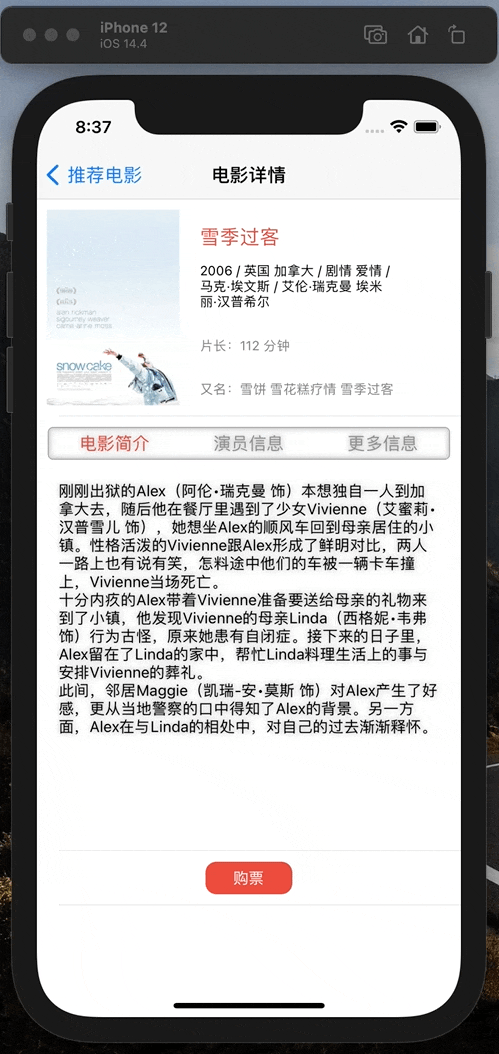 iPhone 12
iOS 14.4
8:37
推荐电影
电影详情
alan rickman
sigourney weaver
carrie-anne moss
snow cake
雪季过客
2006 / 英国 加拿大 / 剧情 爱情 /
马克·埃文斯 / 艾伦·瑞克曼 埃米
丽·汉普希尔
片长：112 分钟
又名：雪饼 雪花糕疗情 雪季过客
电影简介 演员信息 更多信息
刚刚出狱的Alex（阿伦·瑞克曼 饰）本想独自一人到加
拿大去，随后他在餐厅里遇到了少女Vivienne（艾蜜莉·
汉普雪儿 饰），她想坐Alex的顺风车回到母亲居住的小
镇。性格活泼的Vivienne跟Alex形成了鲜明对比，两人
一路上也有说有笑，怎料途中他们的车被一辆卡车撞
上，Vivienne当场死亡。
十分内疚的Alex带着Vivienne准备要送给母亲的礼物来
到了小镇，他发现Vivienne的母亲Linda（西格妮·韦弗
饰）行为古怪，原来她患有自闭症。接下来的日子里，
Alex留在了Linda的家中，帮忙Linda料理生活上的事与
安排Vivienne的葬礼。
此间，邻居Maggie（凯瑞-安·莫斯 饰）对Alex产生了好
感，更从当地警察的口中得知了Alex的背景。另一方
面，Alex在与Linda的相处中，对自己的过去渐渐释怀。
购票